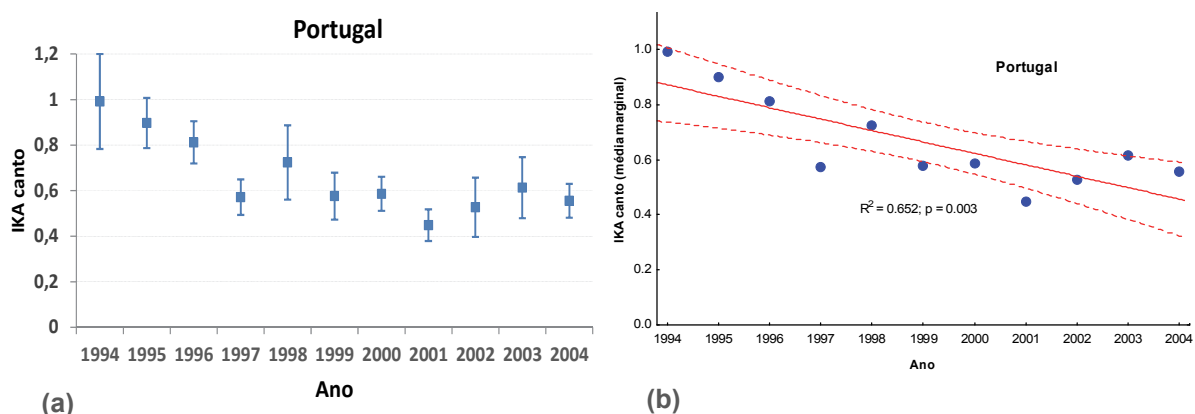 Portugal
1,2
1
0,8
0,6
0,4
0,2
0
IKA canto
1994 1995 1996 1997 1998 1999 2000 2001 2002 2003 2004
Ano
(a)
Portugal
1.0
0.8
0.6
0.4
0.2
0.0
IKA canto (média marginal)
R² = 0.652; p = 0.003
1994 1995 1996 1997 1998 1999 2000 2001 2002 2003 2004
Ano
(b)